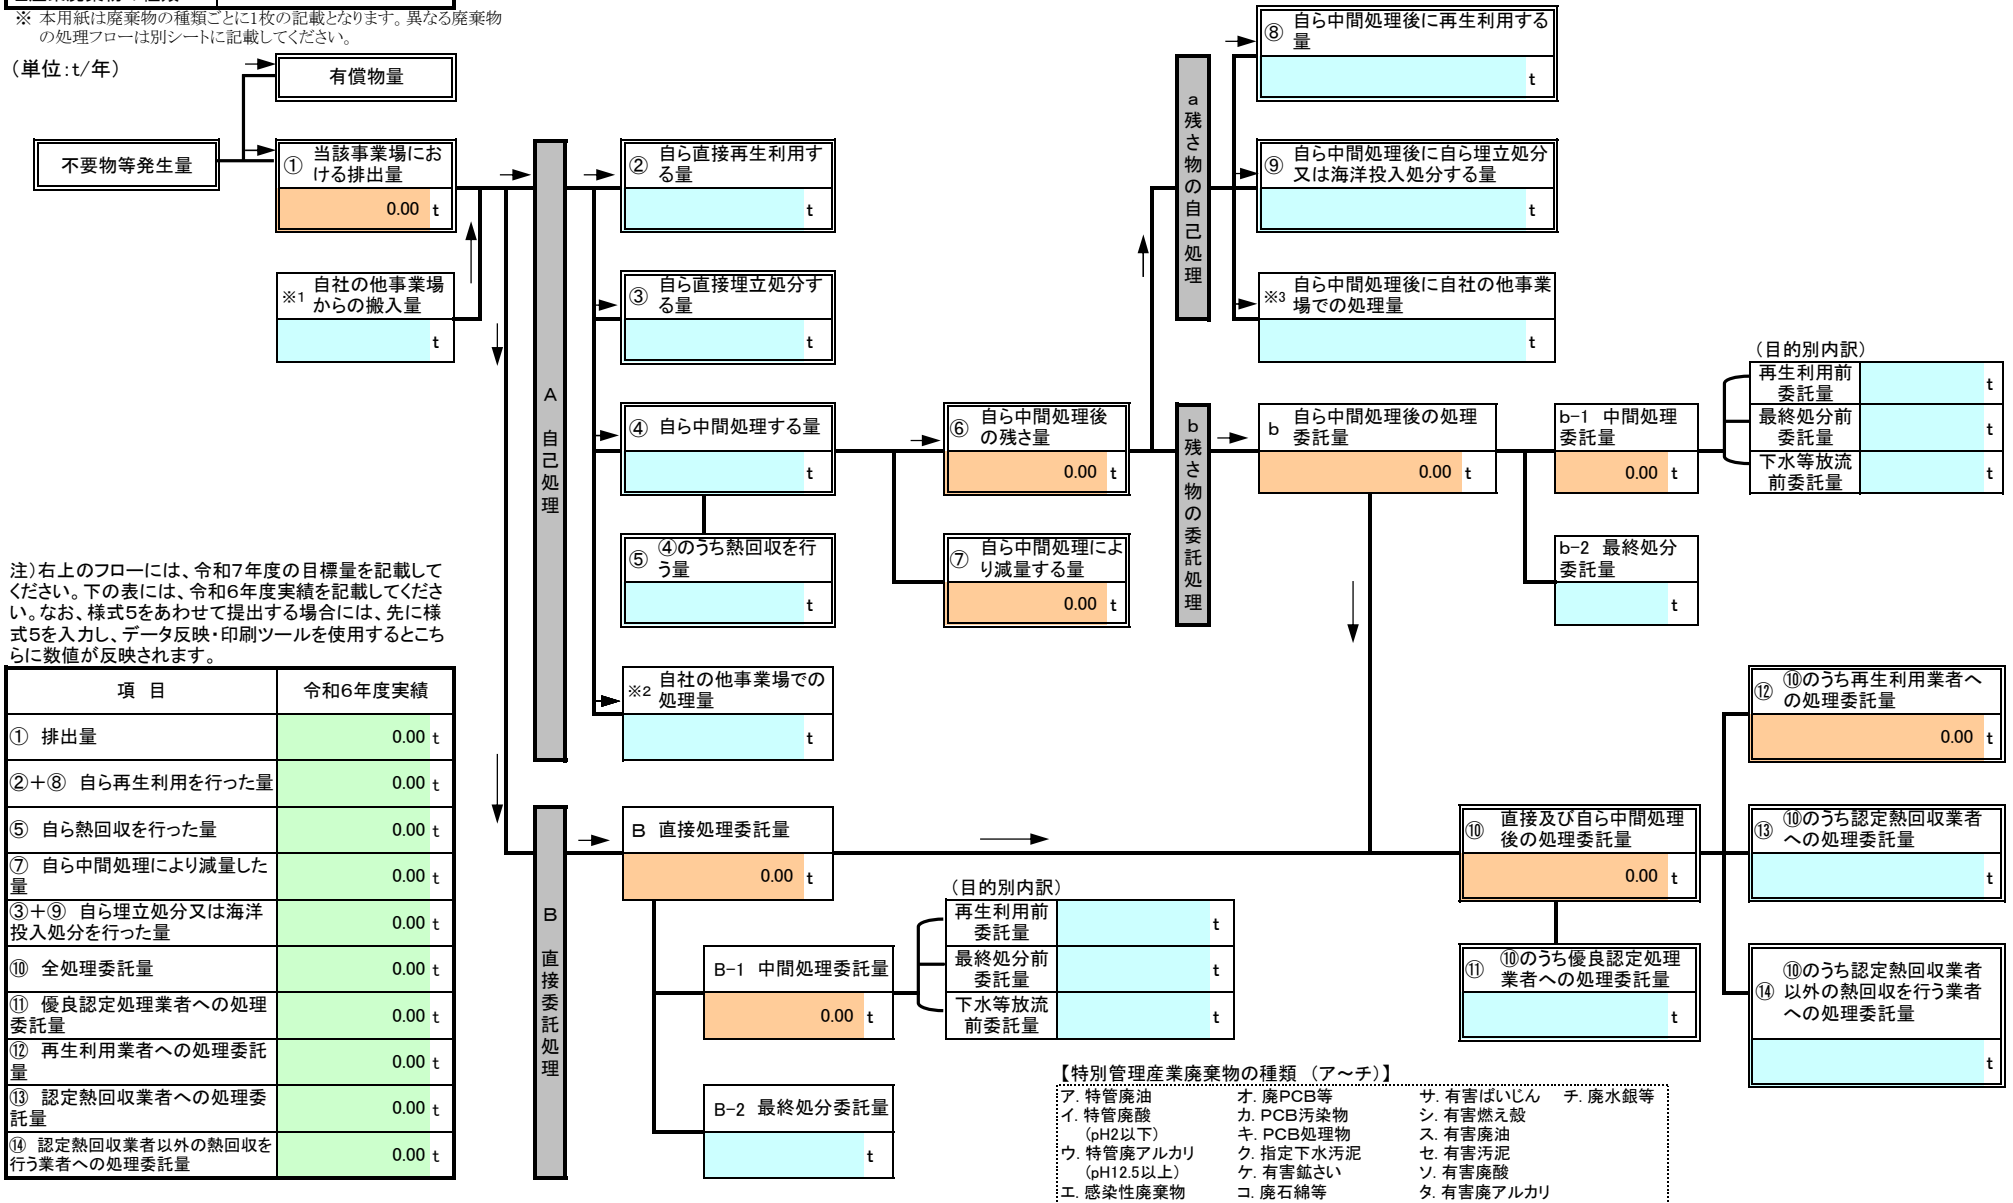 ※ 本用紙は廃棄物の種類ごとに1枚の記載となります。異なる廃棄物
の処理フローは別シートに記載してください。
（単位:t/年）
有償物量
不要物等発生量
① 当該事業場にお
ける排出量
0.00 t
※1 自社の他事業場
からの搬入量
t
A 自己処理
② 自ら直接再生利用す
る量
t
③ 自ら直接埋立処分す
る量
t
④ 自ら中間処理する量
t
⑤ ④のうち熱回収を行
う量
t
※2 自社の他事業場での
処理量
t
⑥ 自ら中間処理後
の残さ量
0.00 t
⑦ 自ら中間処理によ
り減量する量
0.00 t
a残さ物の自己処理
⑧ 自ら中間処理後に再生利用する
量
t
⑨ 自ら中間処理後に自ら埋立処分
又は海洋投入処分する量
t
※3 自ら中間処理後に自社の他事業
場での処理量
t
b残さ物の委託処理
b 自ら中間処理後の処理
委託量
0.00 t
b-1 中間処理
委託量
0.00 t
b-2 最終処分
委託量
t
（目的別内訳）
再生利用前
委託量
t
最終処分前
委託量
t
下水等放流
前委託量
t
注）右上のフローには、令和7年度の目標量を記載して
ください。下の表には、令和6年度実績を記載してくださ
い。なお、様式5をあわせて提出する場合には、先に様
式5を入力し、データ反映・印刷ツールを使用するとこち
らに数値が反映されます。
項 目 令和6年度実績
① 排出量 0.00 t
②＋⑧ 自ら再生利用を行った量 0.00 t
⑤ 自ら熱回収を行った量 0.00 t
⑦ 自ら中間処理により減量した
量 0.00 t
③＋⑨ 自ら埋立処分又は海洋
投入処分を行った量 0.00 t
⑩ 全処理委託量 0.00 t
⑪ 優良認定処理業者への処理
委託量 0.00 t
⑫ 再生利用業者への処理委託
量 0.00 t
⑬ 認定熱回収業者への処理委
託量 0.00 t
⑭ 認定熱回収業者以外の熱回収を
行う業者への処理委託量 0.00 t
B 直接委託処理
B 直接処理委託量
0.00 t
B-1 中間処理委託量
0.00 t
B-2 最終処分委託量
t
（目的別内訳）
再生利用前
委託量
t
最終処分前
委託量
t
下水等放流
前委託量
t
⑩ 直接及び自ら中間処理
後の処理委託量
0.00 t
⑪ ⑩のうち優良認定処理
業者への処理委託量
t
⑫ ⑩のうち再生利用業者へ
の処理委託量
0.00 t
⑬ ⑩のうち認定熱回収業者
への処理委託量
t
⑭ ⑩のうち認定熱回収業者
以外の熱回収を行う業者
への処理委託量
t
【特別管理産業廃棄物の種類 （ア～チ）】
ア. 特管廃油 オ. 廃PCB等 サ. 有害ばいじん チ. 廃水銀等
イ. 特管廃酸 カ. PCB汚染物 シ. 有害燃え殻
（pH2以下） キ. PCB処理物 ス. 有害廃油
ウ. 特管廃アルカリ ク. 指定下水汚泥 セ. 有害汚泥
（pH12.5以上） ケ. 有害鉱さい ソ. 有害廃酸
エ. 感染性廃棄物 コ. 廃石綿等 タ. 有害廃アルカリ